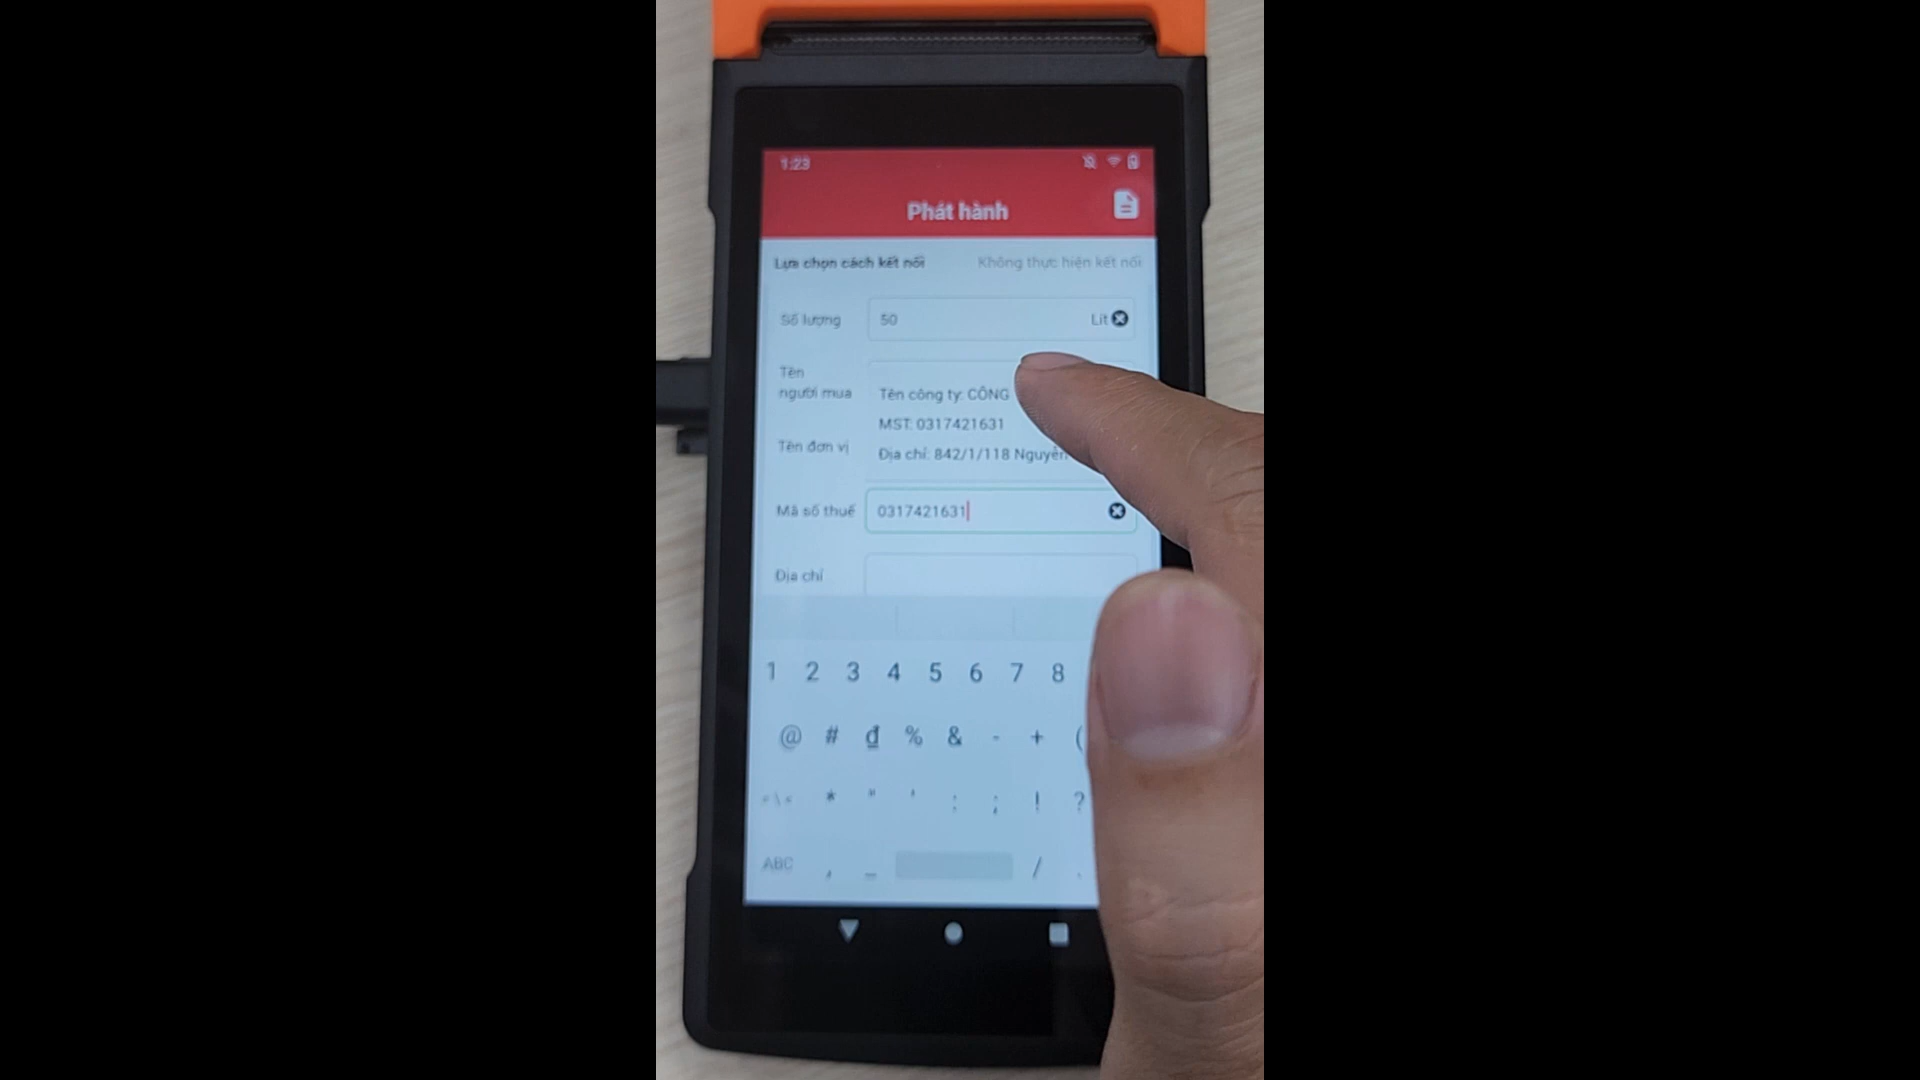 1:23
Phát hành
Lựa chọn cách kết nối
Không thực hiện kết nối
Số lượng
50
Lít
Tên
người mua
Tên công ty: CÔNG
MST: 0317421631
Tên đơn vị
Địa chỉ: 842/1/118 Nguyễn
Mã số thuế
0317421631
Địa chỉ
1 2 3 4 5 6 7 8
@ # ₫ % & - + (
* " ' : ; ! ?
ABC , _ / .